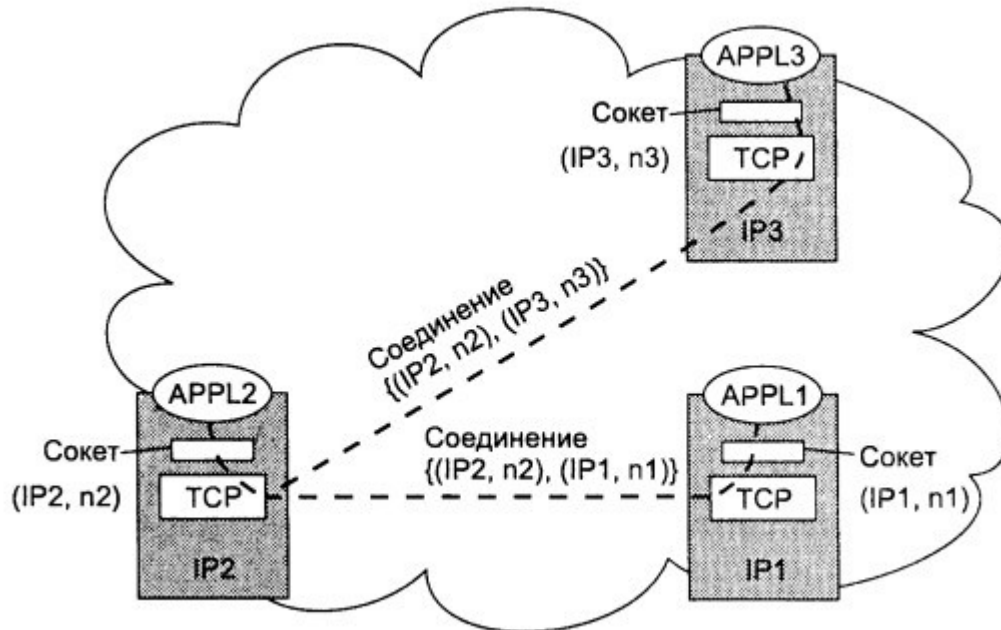 APPL3
Сокет
(IP3, n3)
TCP
IP3
Соединение
{(IP2, n2), (IP3, n3)}
APPL2
Сокет
(IP2, n2)
TCP
IP2
Соединение
{(IP2, n2), (IP1, n1)}
APPL1
Сокет
(IP1, n1)
TCP
IP1